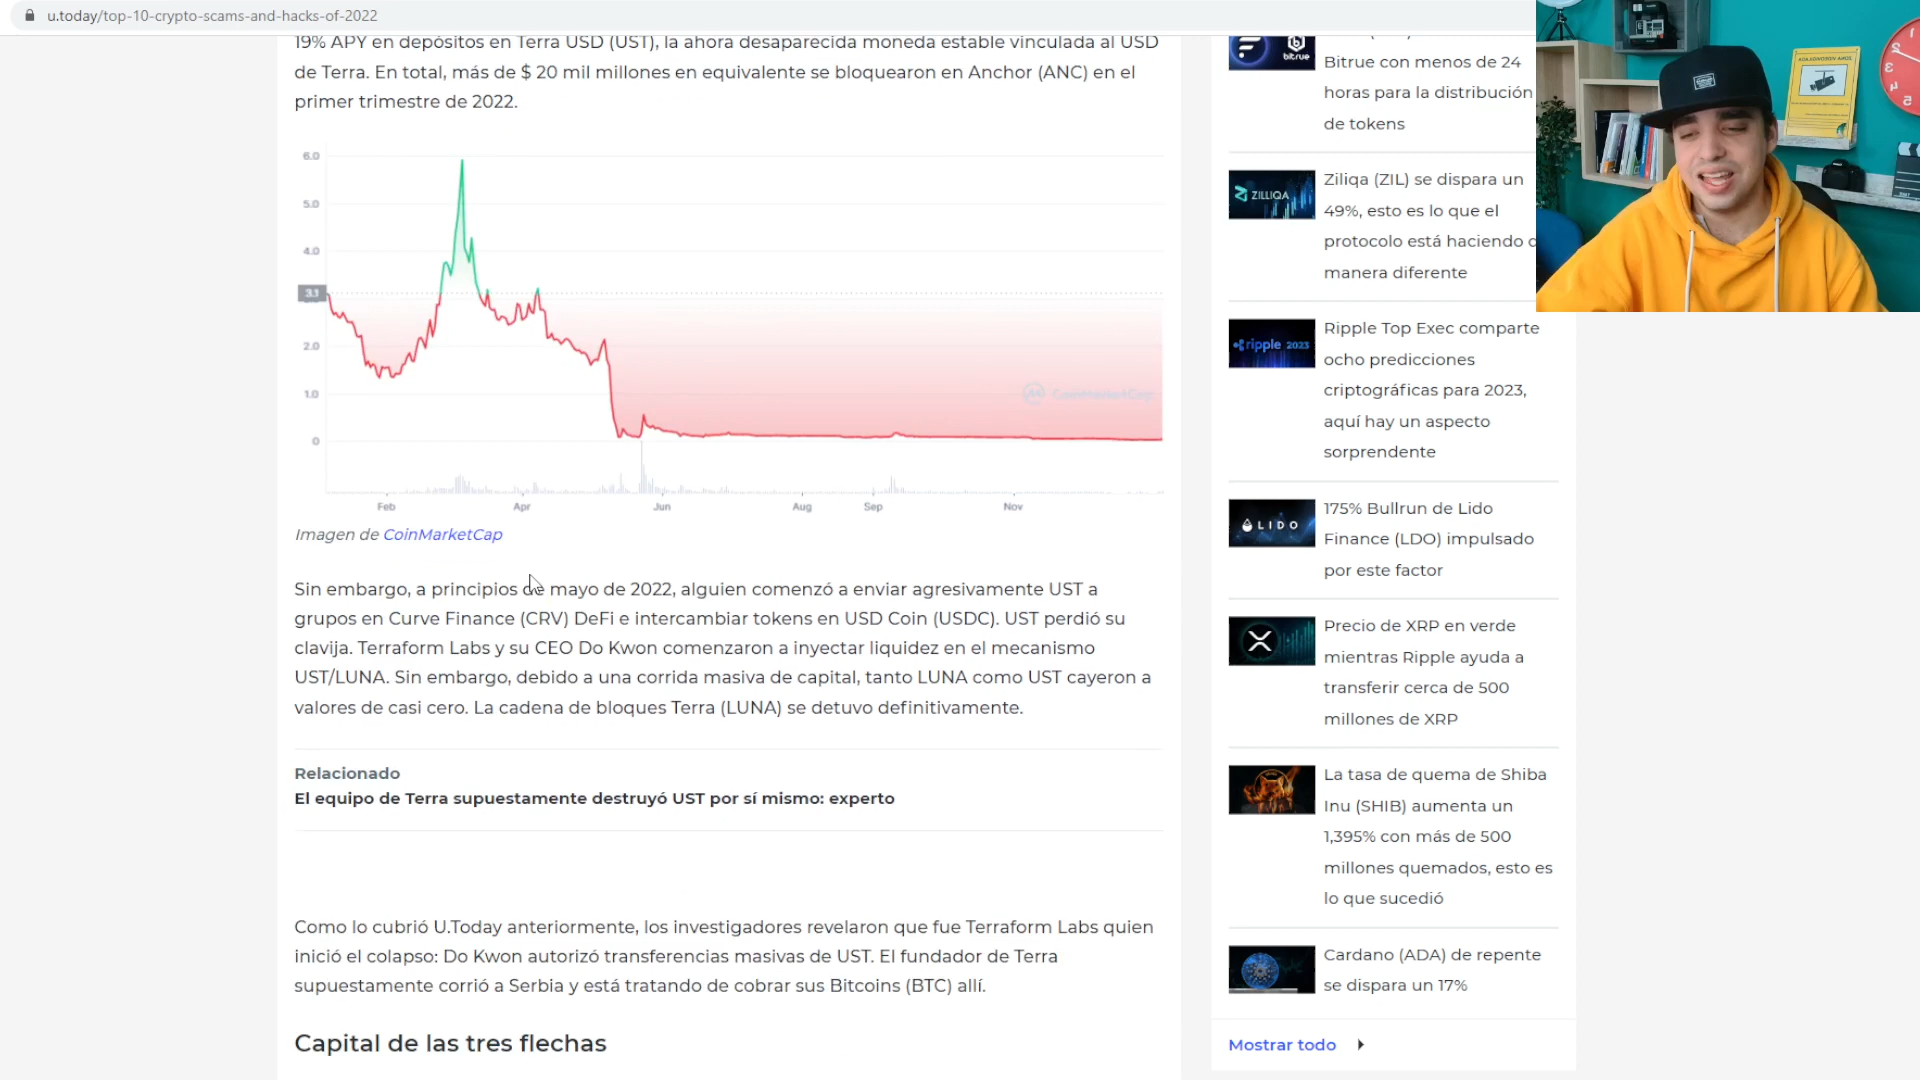 u.today/top-10-crypto-scams-and-hacks-of-2022
19% APY en depósitos en Terra USD (UST), la ahora desaparecida moneda estable vinculada al USD
de Terra. En total, más de $ 20 mil millones en equivalente se bloquearon en Anchor (ANC) en el
primer trimestre de 2022.
6.0
5.0
4.0
3.1
2.0
1.0
0
CoinMarketCap
Feb Apr Jun Aug Sep Nov
Imagen de CoinMarketCap
Sin embargo, a principios de mayo de 2022, alguien comenzó a enviar agresivamente UST a
grupos en Curve Finance (CRV) DeFi e intercambiar tokens en USD Coin (USDC). UST perdió su
clavija. Terraform Labs y su CEO Do Kwon comenzaron a inyectar liquidez en el mecanismo
UST/LUNA. Sin embargo, debido a una corrida masiva de capital, tanto LUNA como UST cayeron a
valores de casi cero. La cadena de bloques Terra (LUNA) se detuvo definitivamente.
Relacionado
El equipo de Terra supuestamente destruyó UST por sí mismo: experto
Como lo cubrió U.Today anteriormente, los investigadores revelaron que fue Terraform Labs quien
inició el colapso: Do Kwon autorizó transferencias masivas de UST. El fundador de Terra
supuestamente corrió a Serbia y está tratando de cobrar sus Bitcoins (BTC) allí.
Capital de las tres flechas
bitrue
Bitrue con menos de 24
horas para la distribución
de tokens
ZILLIQA
Ziliqa (ZIL) se dispara un
49%, esto es lo que el
protocolo está haciendo
manera diferente
ripple 2023
Ripple Top Exec comparte
ocho predicciones
criptográficas para 2023,
aquí hay un aspecto
sorprendente
LIDO
175% Bullrun de Lido
Finance (LDO) impulsado
por este factor
Precio de XRP en verde
mientras Ripple ayuda a
transferir cerca de 500
millones de XRP
La tasa de quema de Shiba
Inu (SHIB) aumenta un
1,395% con más de 500
millones quemados, esto es
lo que sucedió
Cardano (ADA) de repente
se dispara un 17%
Mostrar todo